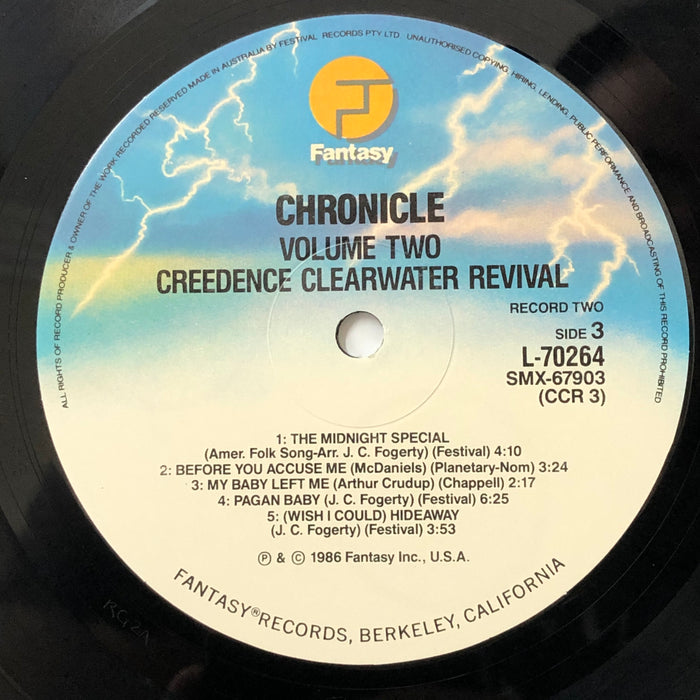 ALL RIGHTS OF RECORD PRODUCER & OWNER OF THE WORK RECORDED RESERVED MADE IN AUSTRALIA BY FESTIVAL RECORDS PTY LTD UNAUTHORISED COPYING, HIRING, LENDING, PUBLIC PERFORMANCE AND BROADCASTING OF THIS RECORD PROHIBITED
Fantasy
CHRONICLE
VOLUME TWO
CREEDENCE CLEARWATER REVIVAL
RECORD TWO
SIDE 3
L-70264
SMX-67903
(CCR 3)
1: THE MIDNIGHT SPECIAL
(Amer. Folk Song-Arr. J. C. Fogerty) (Festival) 4:10
2: BEFORE YOU ACCUSE ME (McDaniels) (Planetary-Nom) 3:24
3: MY BABY LEFT ME (Arthur Crudup) (Chappell) 2:17
4: PAGAN BABY (J. C. Fogerty) (Festival) 6:25
5: (WISH I COULD) HIDEAWAY
(J. C. Fogerty) (Festival) 3:53
℗ & © 1986 Fantasy Inc., U.S.A.
FANTASY® RECORDS, BERKELEY, CALIFORNIA